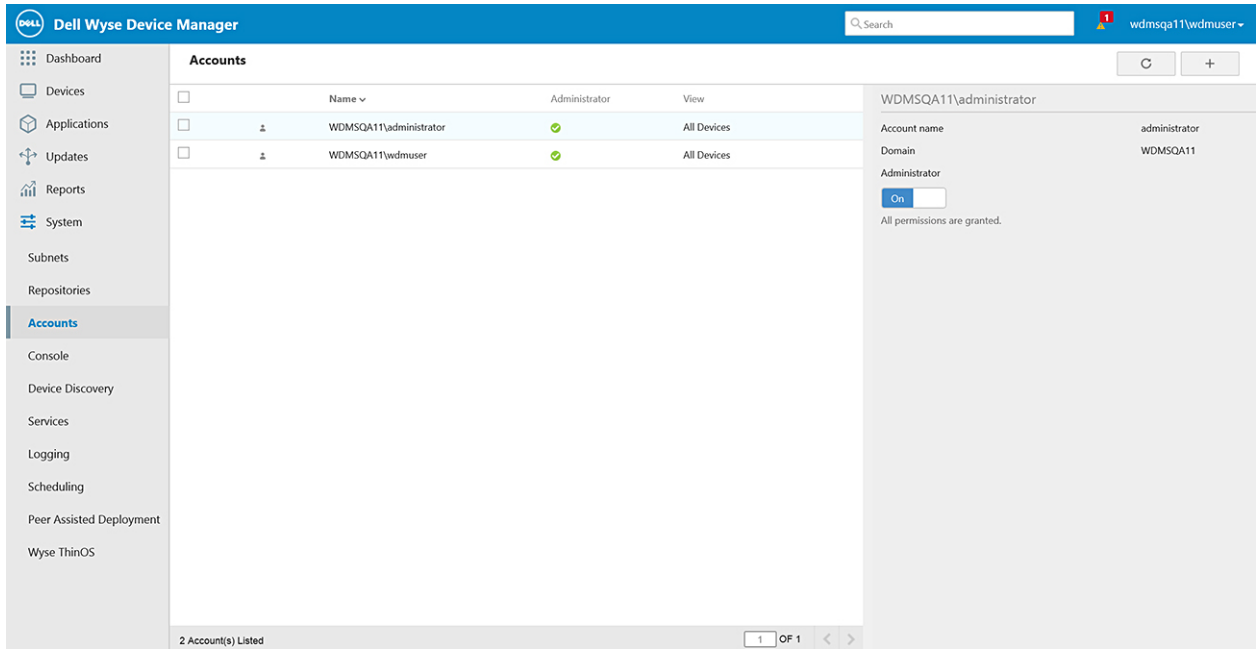 DELL Dell Wyse Device Manager Search 1 wdmsqa11\wdmuser
Dashboard
Devices
Applications
Updates
Reports
System
Subnets
Repositories
Accounts
Console
Device Discovery
Services
Logging
Scheduling
Peer Assisted Deployment
Wyse ThinOS
Accounts
Name Administrator View
WDMSQA11\administrator All Devices
WDMSQA11\wdmuser All Devices
2 Account(s) Listed 1 OF 1
WDMSQA11\administrator
Account name administrator
Domain WDMSQA11
Administrator
On
All permissions are granted.